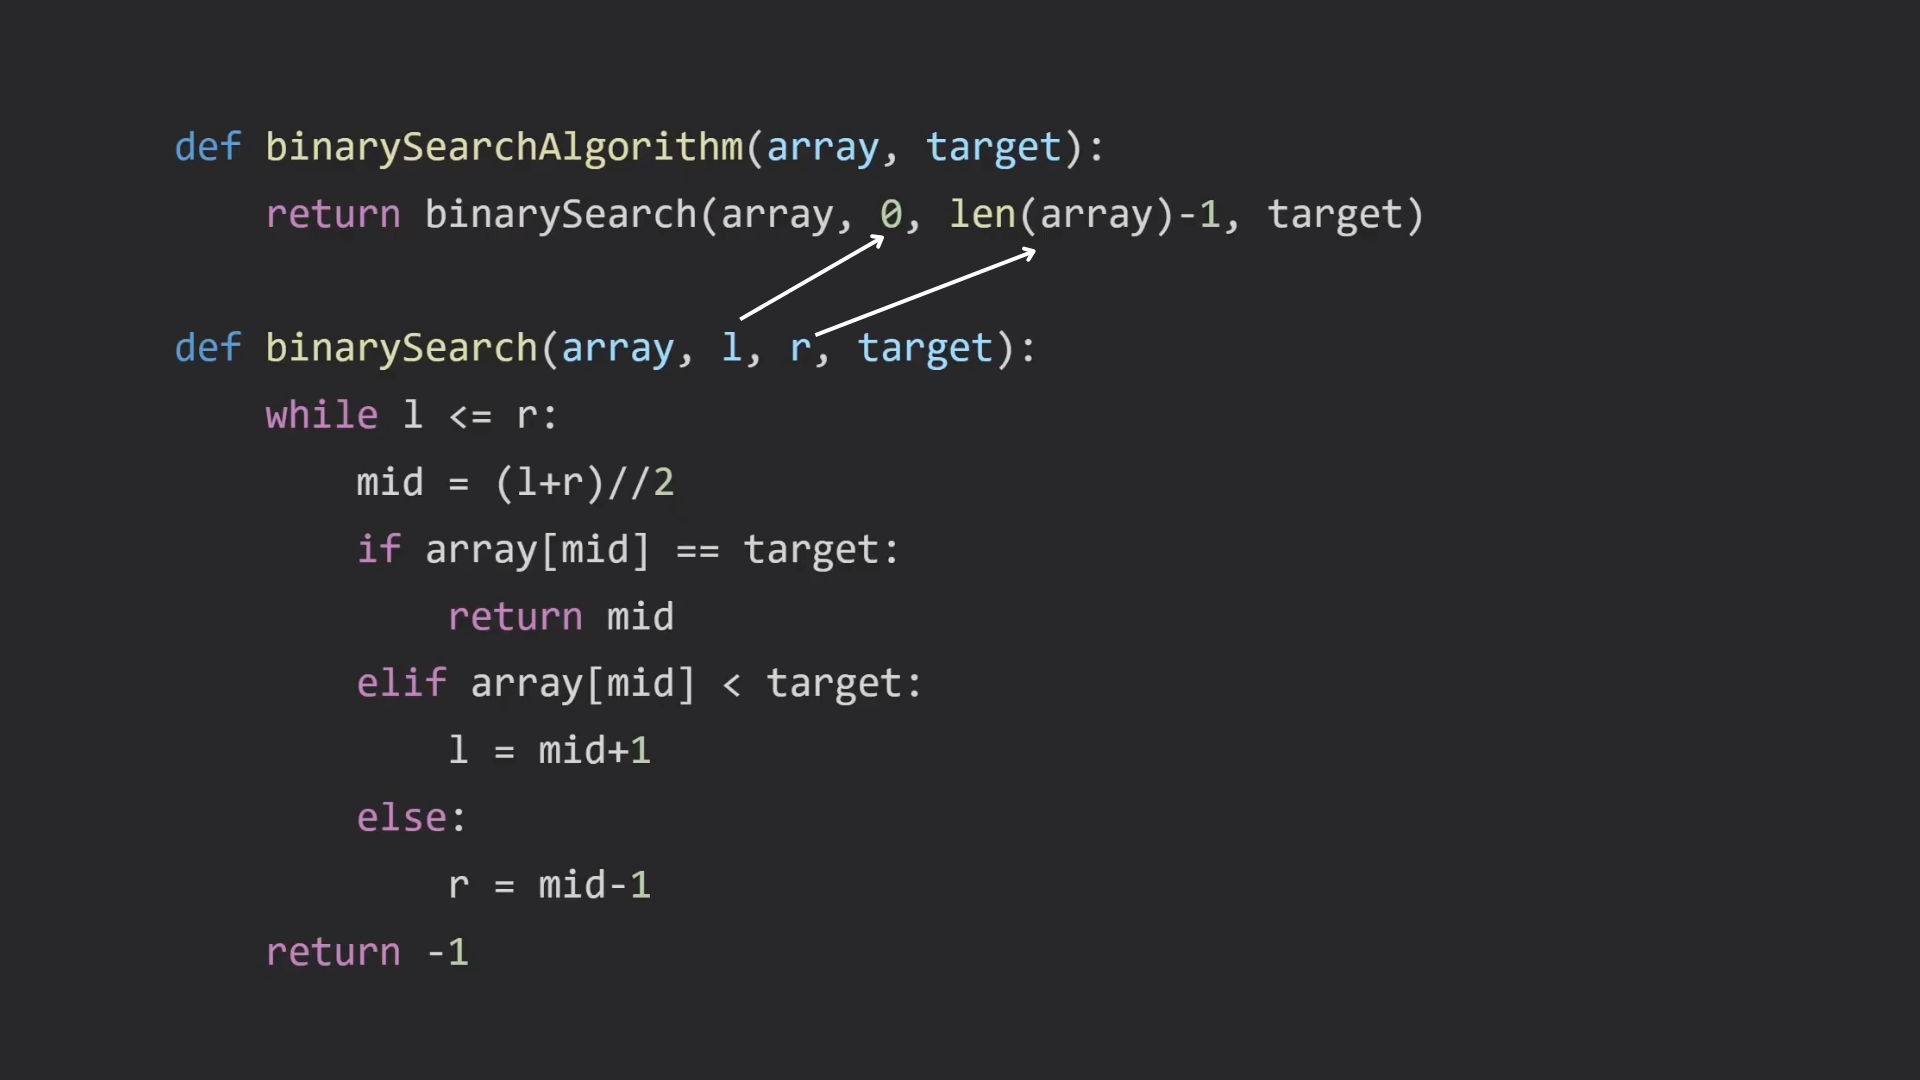 def binarySearchAlgorithm(array, target):
    return binarySearch(array, 0, len(array)-1, target)
def binarySearch(array, l, r, target):
    while l <= r:
        mid = (l+r)//2
        if array[mid] == target:
            return mid
        elif array[mid] < target:
            l = mid+1
        else:
            r = mid-1
    return -1